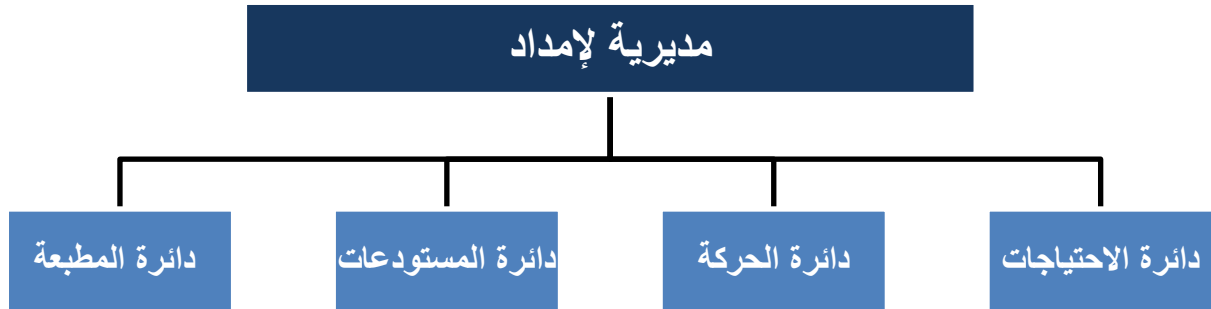 مديرية لإمداد
دائرة الاحتياجات
دائرة الحركة
دائرة المستودعات
دائرة المطبعة